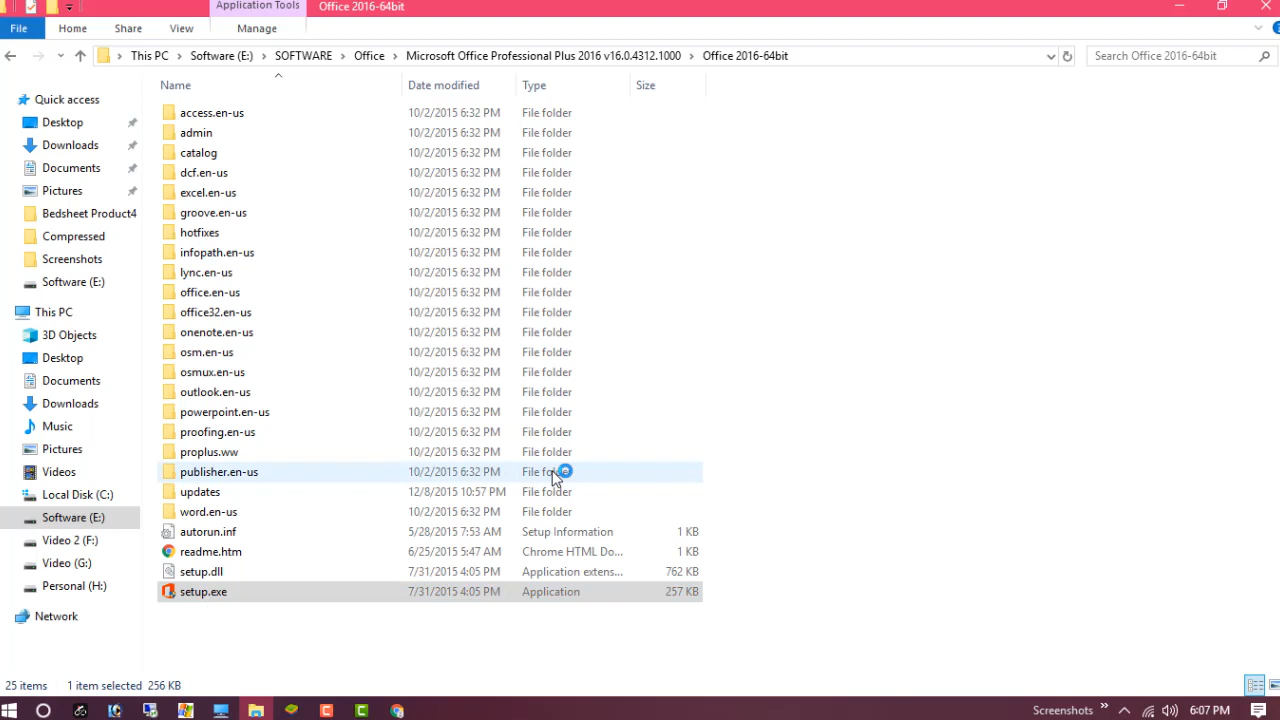 Application Tools
Office 2016-64bit
File
Home
Share
View
Manage
This PC
Software (E:)
SOFTWARE
Office
Microsoft Office Professional Plus 2016 v16.0.4312.1000
Office 2016-64bit
Search Office 2016-64bit
Name
Date modified
Type
Size
Quick access
Desktop
Downloads
Documents
Pictures
Bedsheet Product4
Compressed
Screenshots
Software (E:)
This PC
3D Objects
Desktop
Documents
Downloads
Music
Pictures
Videos
Local Disk (C:)
Software (E:)
Video 2 (F:)
Video (G:)
Personal (H:)
Network
access.en-us 10/2/2015 6:32 PM File folder
admin 10/2/2015 6:32 PM File folder
catalog 10/2/2015 6:32 PM File folder
dcf.en-us 10/2/2015 6:32 PM File folder
excel.en-us 10/2/2015 6:32 PM File folder
groove.en-us 10/2/2015 6:32 PM File folder
hotfixes 10/2/2015 6:32 PM File folder
infopath.en-us 10/2/2015 6:32 PM File folder
lync.en-us 10/2/2015 6:32 PM File folder
office.en-us 10/2/2015 6:32 PM File folder
office32.en-us 10/2/2015 6:32 PM File folder
onenote.en-us 10/2/2015 6:32 PM File folder
osm.en-us 10/2/2015 6:32 PM File folder
osmux.en-us 10/2/2015 6:32 PM File folder
outlook.en-us 10/2/2015 6:32 PM File folder
powerpoint.en-us 10/2/2015 6:32 PM File folder
proofing.en-us 10/2/2015 6:32 PM File folder
proplus.ww 10/2/2015 6:32 PM File folder
publisher.en-us 10/2/2015 6:32 PM File
updates 12/8/2015 10:57 PM File folder
word.en-us 10/2/2015 6:32 PM File folder
autorun.inf 5/28/2015 7:53 AM Setup Information 1 KB
readme.htm 6/25/2015 5:47 AM Chrome HTML Do... 1 KB
setup.dll 7/31/2015 4:05 PM Application extens... 762 KB
setup.exe 7/31/2015 4:05 PM Application 257 KB
25 items
1 item selected 256 KB
Screenshots
6:07 PM